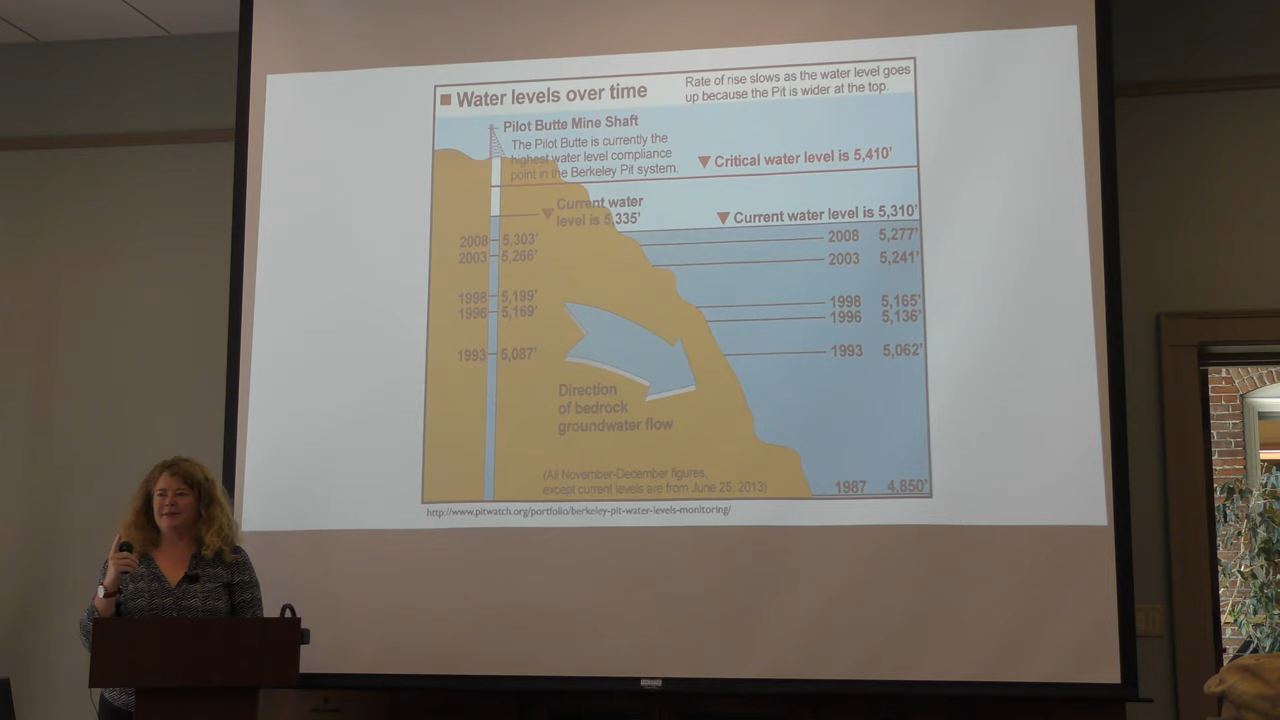 ■ Water levels over time
Rate of rise slows as the water level goes
up because the Pit is wider at the top.
Pilot Butte Mine Shaft
The Pilot Butte is currently the
highest water level compliance
point in the Berkeley Pit system.
▼ Critical water level is 5,410'
▼ Current water
level is 5,335'
▼ Current water level is 5,310'
2008 5,303'
2003 5,266'
1998 5,199'
1996 5,169'
1993 5,087'
2008 5,277'
2003 5,241'
1998 5,165'
1996 5,136'
1993 5,062'
Direction
of bedrock
groundwater flow
(All November-December figures,
except current levels are from June 25, 2013)
1987 4,850'
http://www.pitwatch.org/portfolio/berkeley-pit-water-levels-monitoring/